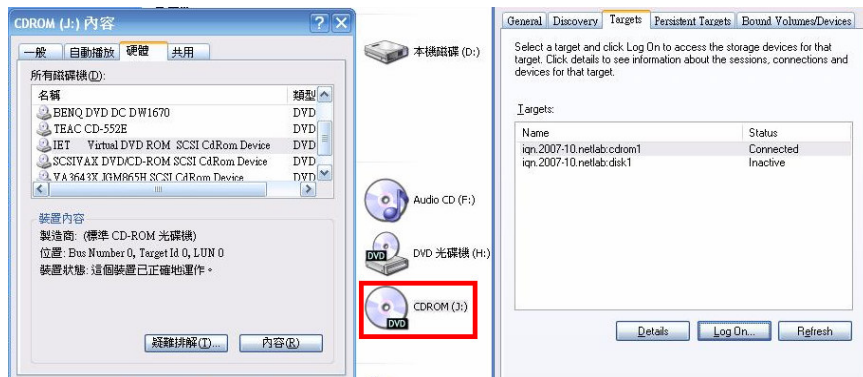 CDROM (J:) 內容
一般 自動播放 硬體 共用
所有磁碟機(D):
名稱 類型
BENQ DVD DC DW1670 DVD
TEAC CD-552E DVD
IET Virtual DVD ROM SCSI CdRom Device DVD
SCSIVAX DVD/CD-ROM SCSI CdRom Device DVD
VA3643X JGM865H SCSI CdRom Device DVD
裝置內容
製造商: (標準 CD-ROM 光碟機)
位置: Bus Number 0, Target Id 0, LUN 0
裝置狀態: 這個裝置已正確地運作。
疑難排解(T)... 內容(R)
本機磁碟 (D:)
Audio CD (F:)
DVD
DVD 光碟機 (H:)
CDROM (J:)
DVD
General Discovery Targets Persistent Targets Bound Volumes/Devices
Select a target and click Log On to access the storage devices for that
target. Click details to see information about the sessions, connections and
devices for that target.
Targets:
Name Status
iqn.2007-10.netlab:cdrom1 Connected
iqn.2007-10.netlab:disk1 Inactive
Details Log On... Refresh